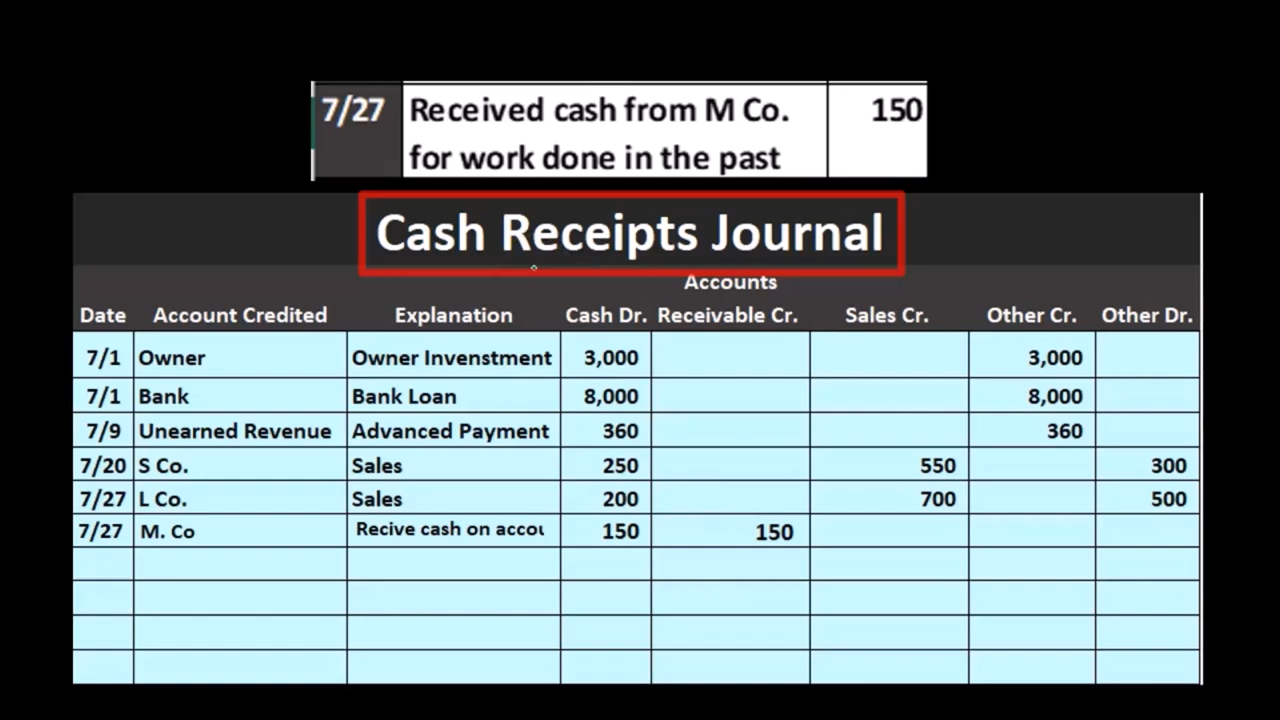 7/27 Received cash from M Co. 150
for work done in the past
Cash Receipts Journal
Accounts
Date Account Credited Explanation Cash Dr. Receivable Cr. Sales Cr. Other Cr. Other Dr.
7/1 Owner Owner Invenstment 3,000 3,000
7/1 Bank Bank Loan 8,000 8,000
7/9 Unearned Revenue Advanced Payment 360 360
7/20 S Co. Sales 250 550 300
7/27 L Co. Sales 200 700 500
7/27 M. Co Recive cash on accou 150 150